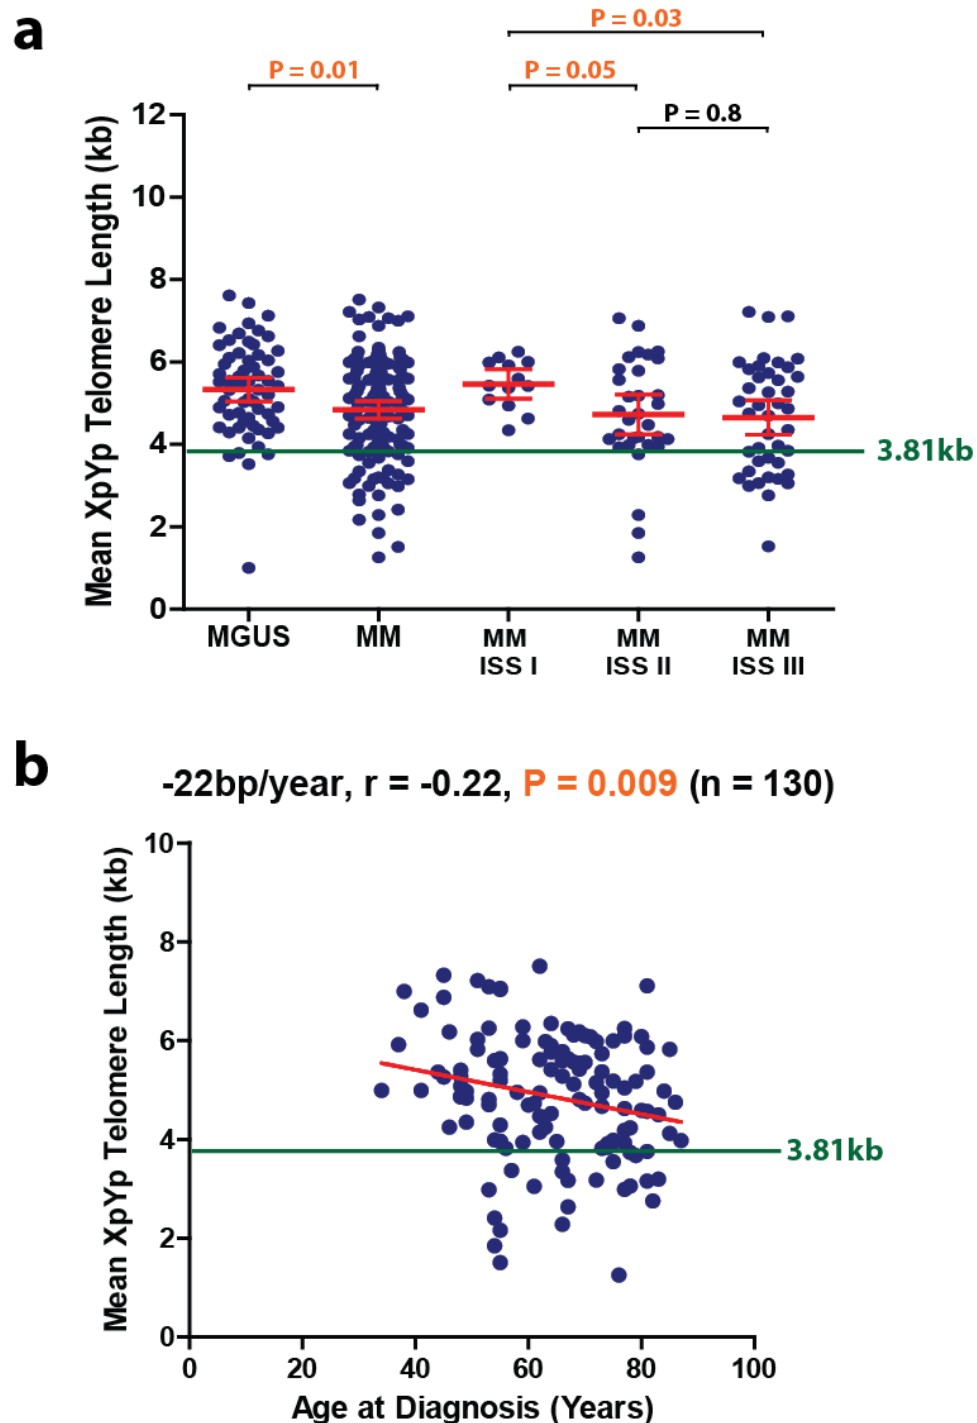 a
P = 0.03
P = 0.01
P = 0.05
P = 0.8
Mean XpYp Telomere Length (kb)
12
10
8
6
4
2
0
3.81kb
MGUS
MM
MM
ISS I
MM
ISS II
MM
ISS III
b
-22bp/year, r = -0.22, P = 0.009 (n = 130)
Mean XpYp Telomere Length (kb)
10
8
6
4
2
0
3.81kb
0
20
40
60
80
100
Age at Diagnosis (Years)